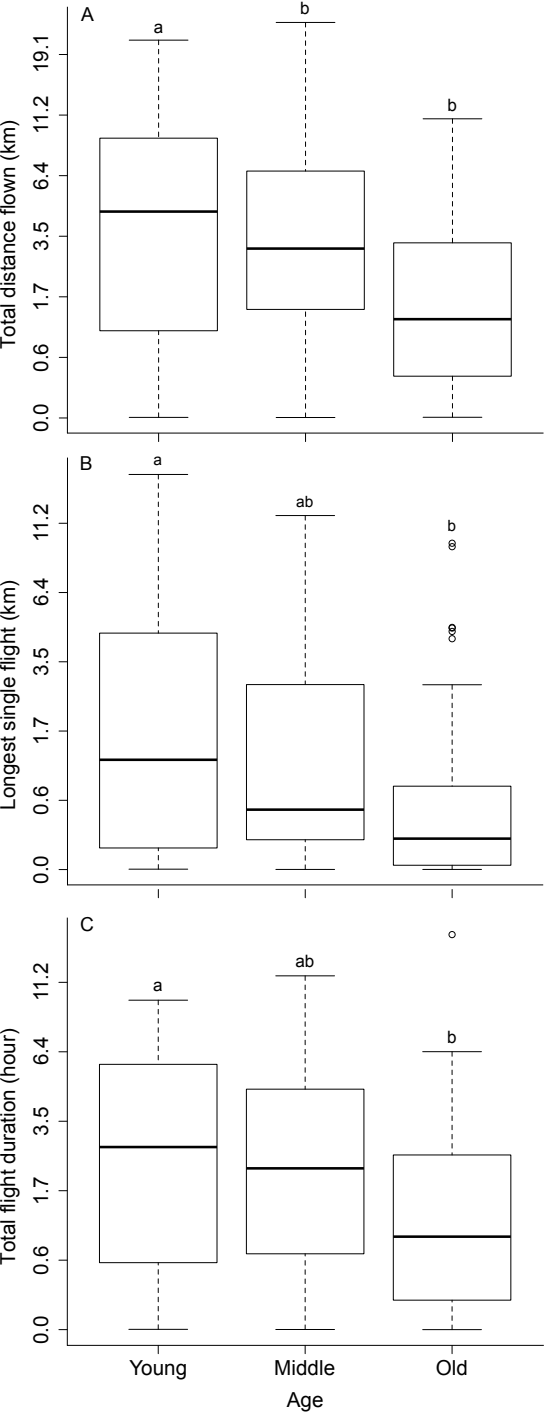 A
a
b
b
19.1
11.2
6.4
3.5
1.7
0.6
0.0
Total distance flown (km)
B
a
ab
b
11.2
6.4
3.5
1.7
0.6
0.0
Longest single flight (km)
C
a
ab
b
11.2
6.4
3.5
1.7
0.6
0.0
Total flight duration (hour)
Young Middle Old
Age